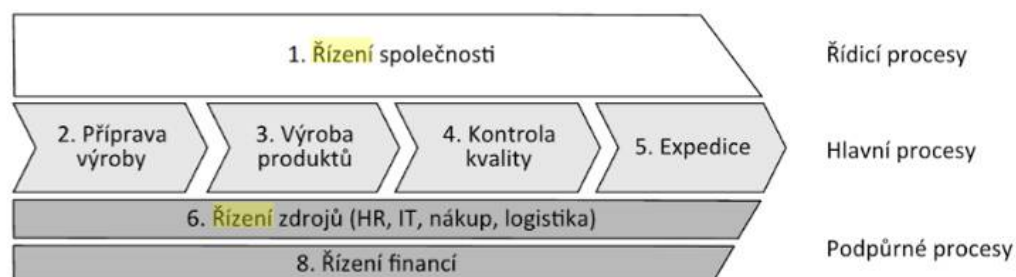 1. Řízení společnosti
Řídicí procesy
2. Příprava
výroby
3. Výroba
produktů
4. Kontrola
kvality
5. Expedice
Hlavní procesy
6. Řízení zdrojů (HR, IT, nákup, logistika)
8. Řízení financí
Podpůrné procesy